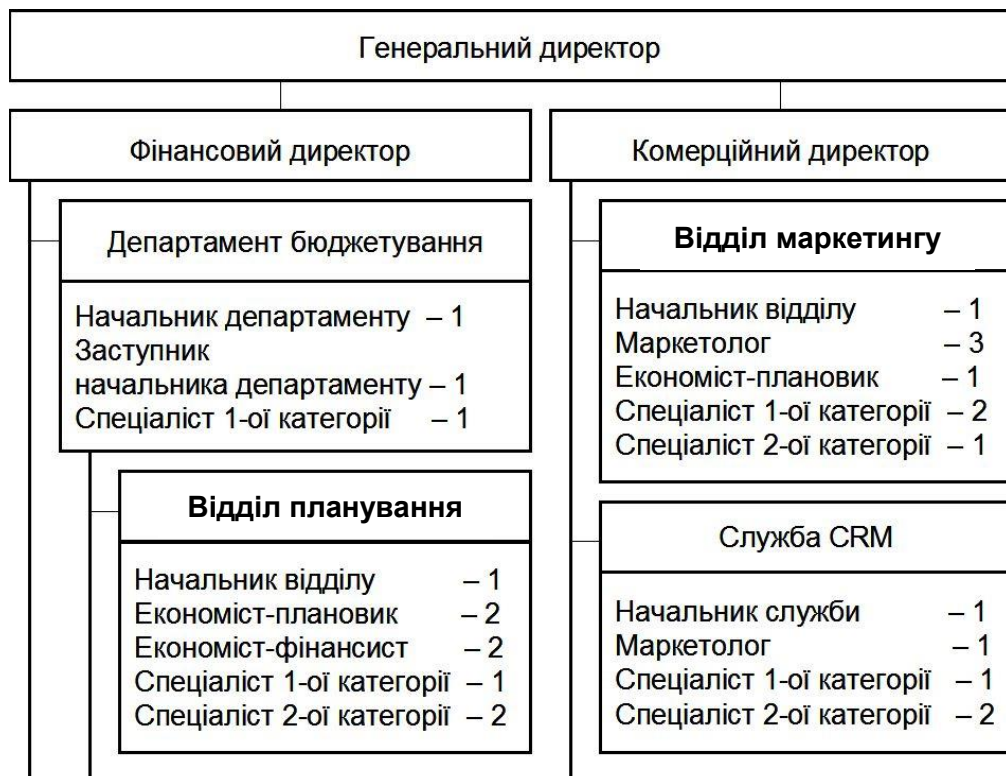 Генеральний директор
Фінансовий директор
Департамент бюджетування
Начальник департаменту – 1
Заступник
начальника департаменту – 1
Спеціаліст 1-ої категорії – 1
Відділ планування
Начальник відділу – 1
Економіст-плановик – 2
Економіст-фінансист – 2
Спеціаліст 1-ої категорії – 1
Спеціаліст 2-ої категорії – 2
Комерційний директор
Відділ маркетингу
Начальник відділу – 1
Маркетолог – 3
Економіст-плановик – 1
Спеціаліст 1-ої категорії – 2
Спеціаліст 2-ої категорії – 1
Служба CRM
Начальник служби – 1
Маркетолог – 1
Спеціаліст 1-ої категорії – 1
Спеціаліст 2-ої категорії – 2